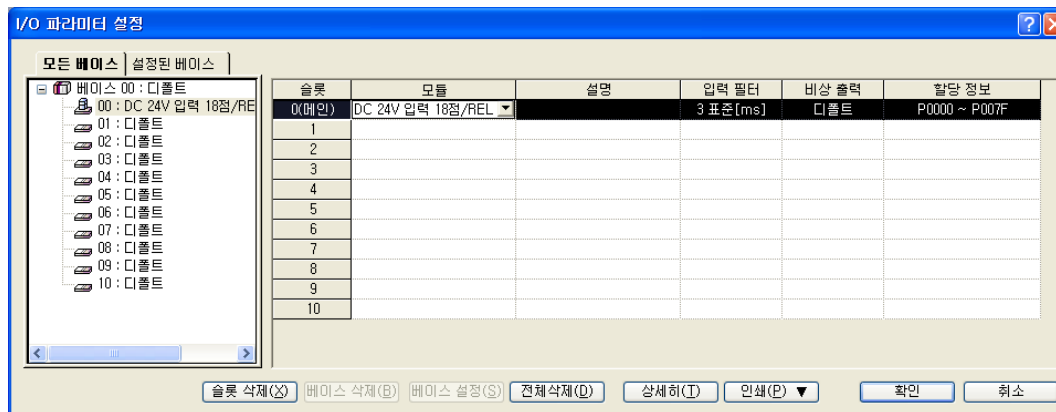 I/O 파라미터 설정
모든 베이스 설정된 베이스
베이스 00 : 디폴트
00 : DC 24V 입력 18점/RE
01 : 디폴트
02 : 디폴트
03 : 디폴트
04 : 디폴트
05 : 디폴트
06 : 디폴트
07 : 디폴트
08 : 디폴트
09 : 디폴트
10 : 디폴트
슬롯 모듈 설명 입력 필터 비상 출력 할당 정보
0(메인) DC 24V 입력 18점/REL 3 표준[ms] 디폴트 P0000 ~ P007F
1
2
3
4
5
6
7
8
9
10
슬롯 삭제(X) 베이스 삭제(B) 베이스 설정(S) 전체삭제(D) 상세히(T) 인쇄(P) ▼ 확인 취소